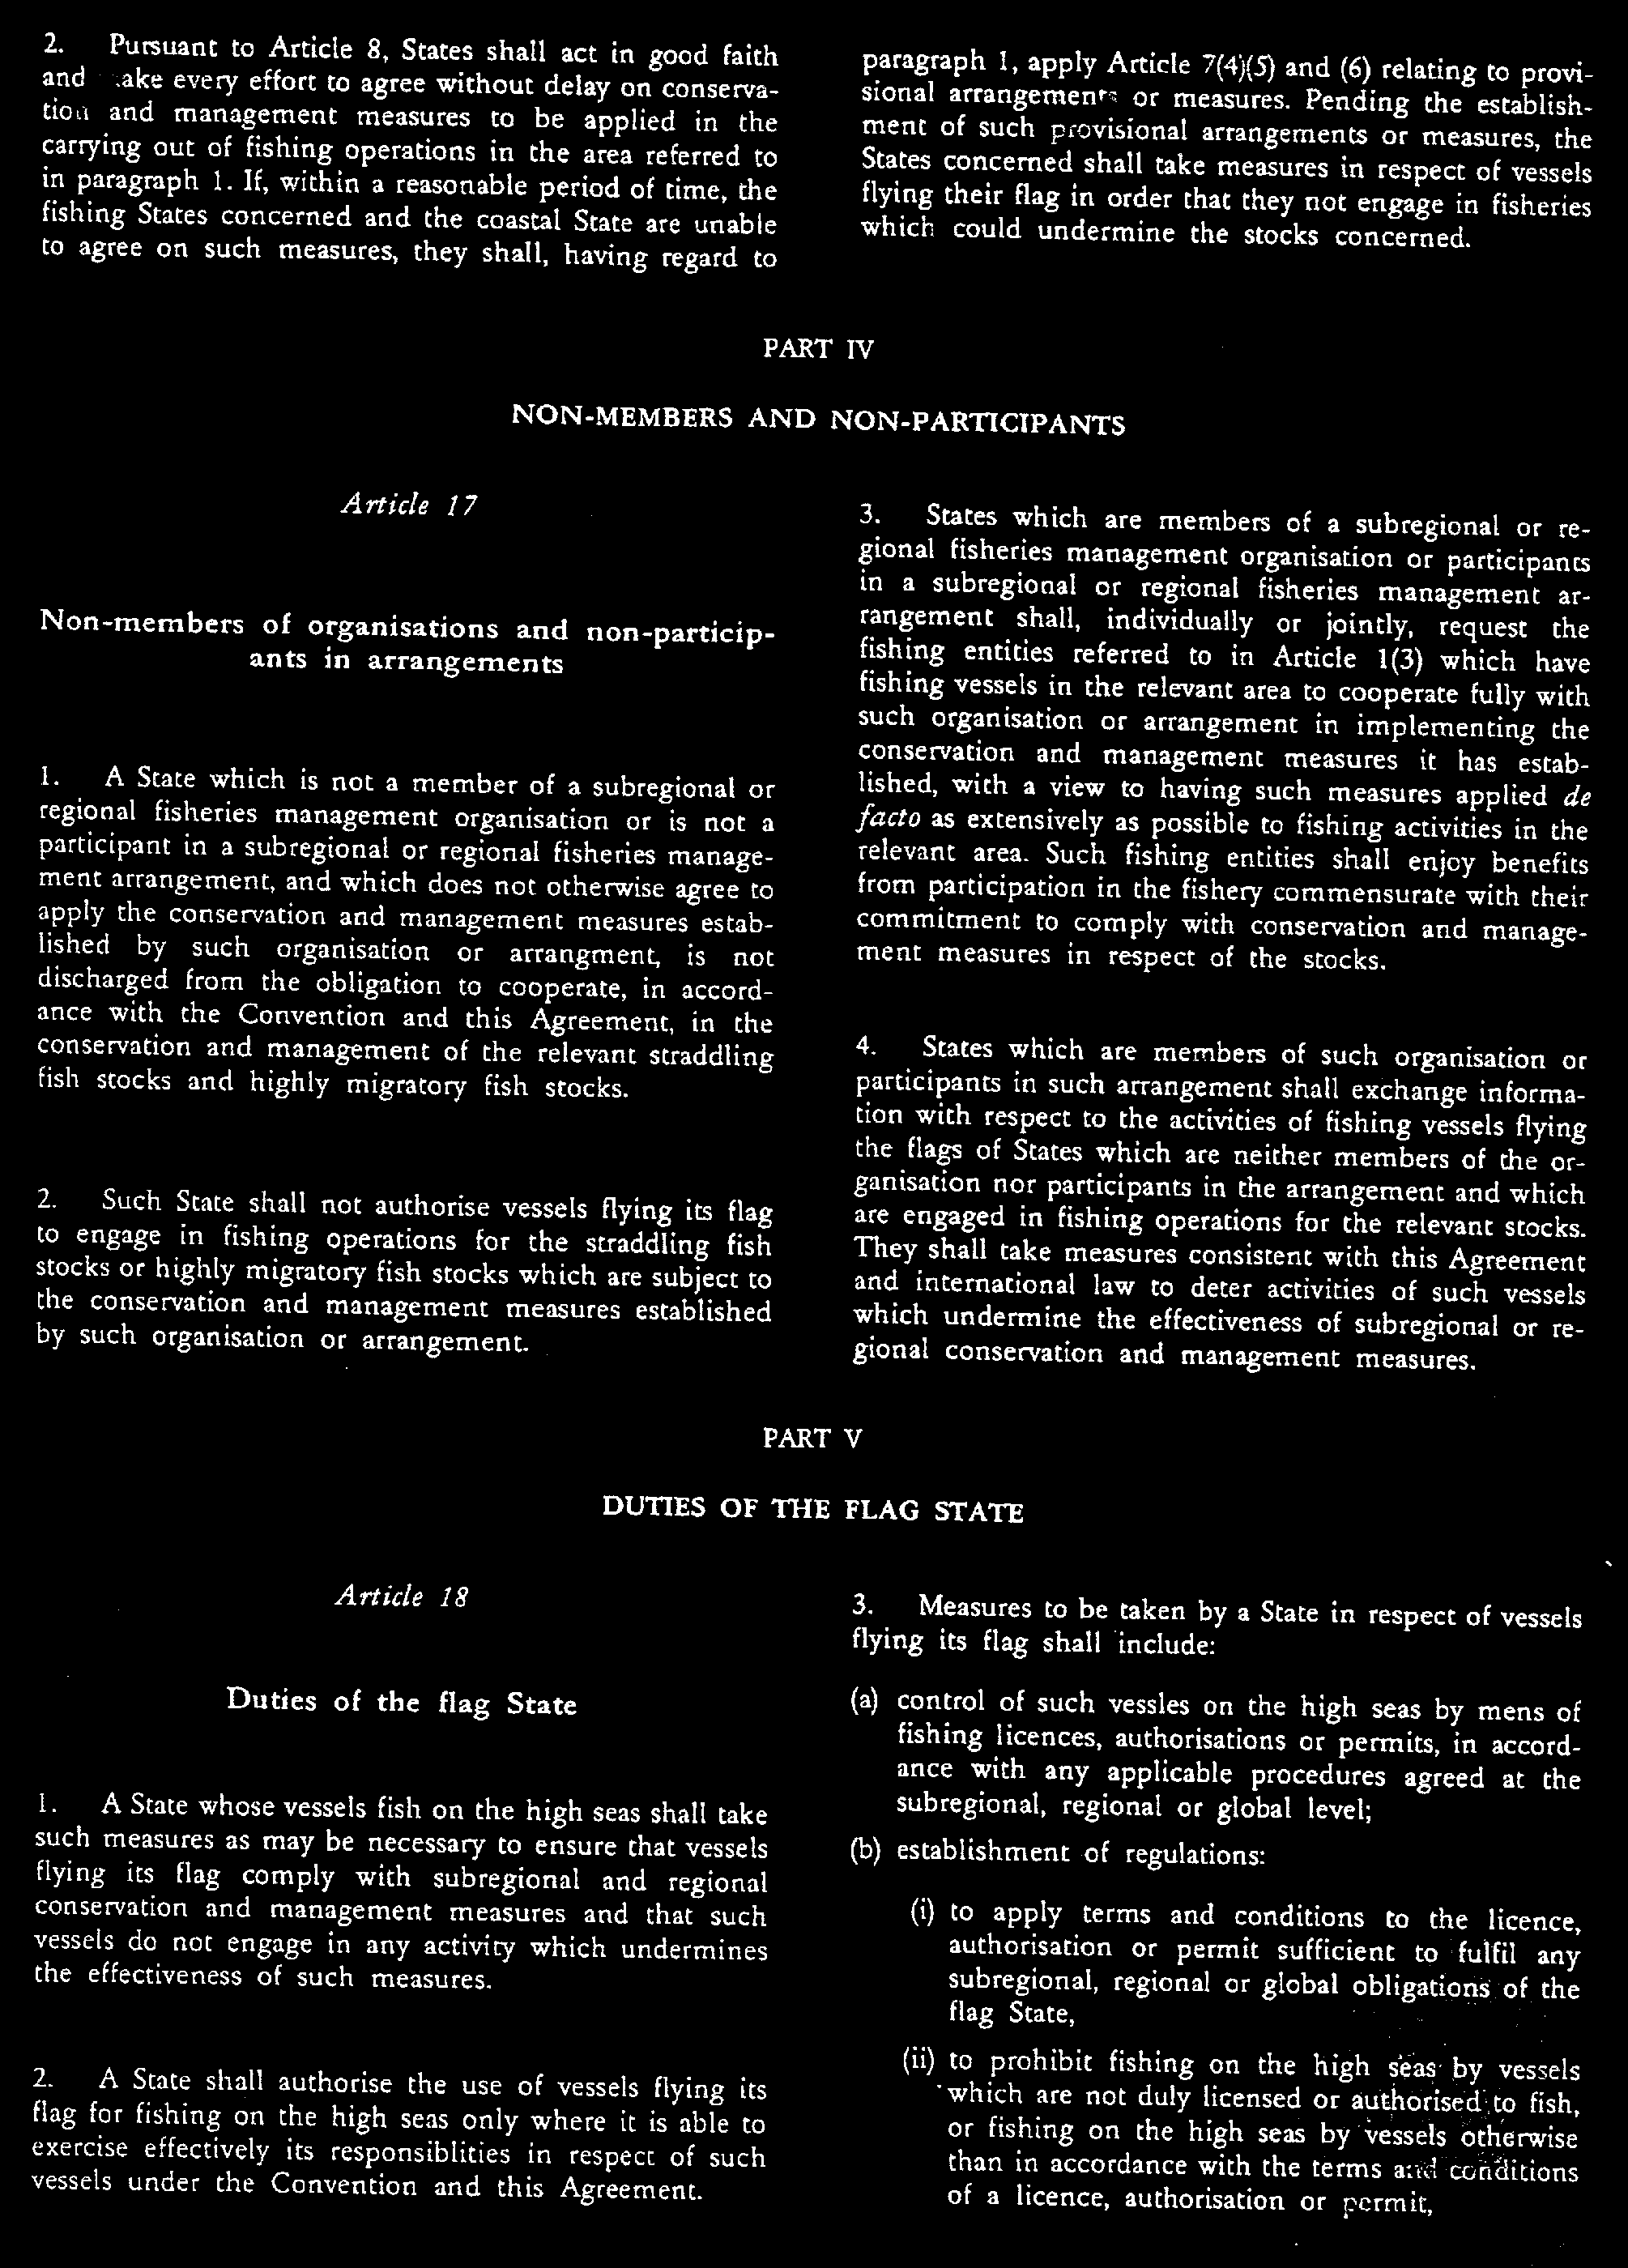 2. Pursuant to Article 8, States shall act in good faith
and ake every effort to agree without delay on conserva-
tion and management measures to be applied in the
carrying out of fishing operations in the area referred to
in paragraph 1. If, within a reasonable period of time, the
fishing States concerned and the coastal State are unable
to agree on such measures, they shall, having regard to
paragraph 1, apply Article 7(4)(5) and (6) relating to provi-
sional arrangements or measures. Pending the establish-
ment of such provisional arrangements or measures, the
States concerned shall take measures in respect of vessels
flying their flag in order that they not engage in fisheries
which could undermine the stocks concerned.
PART IV
NON-MEMBERS AND NON-PARTICIPANTS
Article 17
Non-members of organisations and non-particip-
ants in arrangements
1. A State which is not a member of a subregional or
regional fisheries management organisation or is not a
participant in a subregional or regional fisheries manage-
ment arrangement, and which does not otherwise agree to
apply the conservation and management measures estab-
lished by such organisation or arrangment, is not
discharged from the obligation to cooperate, in accord-
ance with the Convention and this Agreement, in the
conservation and management of the relevant straddling
fish stocks and highly migratory fish stocks.
2. Such State shall not authorise vessels flying its flag
to engage in fishing operations for the straddling fish
stocks or highly migratory fish stocks which are subject to
the conservation and management measures established
by such organisation or arrangement.
3. States which are members of a subregional or re-
gional fisheries management organisation or participants
in a subregional or regional fisheries management ar-
rangement shall, individually or jointly, request the
fishing entities referred to in Article 1(3) which have
fishing vessels in the relevant area to cooperate fully with
such organisation or arrangement in implementing the
conservation and management measures it has estab-
lished, with a view to having such measures applied de
facto as extensively as possible to fishing activities in the
relevant area. Such fishing entities shall enjoy benefits
from participation in the fishery commensurate with their
commitment to comply with conservation and manage-
ment measures in respect of the stocks.
4. States which are members of such organisation or
participants in such arrangement shall exchange informa-
tion with respect to the activities of fishing vessels flying
the flags of States which are neither members of the or-
ganisation nor participants in the arrangement and which
are engaged in fishing operations for the relevant stocks.
They shall take measures consistent with this Agreement
and international law to deter activities of such vessels
which undermine the effectiveness of subregional or re-
gional conservation and management measures.
PART V
DUTIES OF THE FLAG STATE
Article 18
Duties of the flag State
1. A State whose vessels fish on the high seas shall take
such measures as may be necessary to ensure that vessels
flying its flag comply with subregional and regional
conservation and management measures and that such
vessels do not engage in any activity which undermines
the effectiveness of such measures.
2. A State shall authorise the use of vessels flying its
flag for fishing on the high seas only where it is able to
exercise effectively its responsiblities in respect of such
vessels under the Convention and this Agreement.
3. Measures to be taken by a State in respect of vessels
flying its flag shall include:
(a) control of such vessles on the high seas by mens of
fishing licences, authorisations or permits, in accord-
ance with any applicable procedures agreed at the
subregional, regional or global level;
(b) establishment of regulations:
(i) to apply terms and conditions to the licence,
authorisation or permit sufficient to fulfil any
subregional, regional or global obligations of the
flag State,
(ii) to prohibit fishing on the high seas by vessels
which are not duly licensed or authorised to fish,
or fishing on the high seas by vessels otherwise
than in accordance with the terms and conditions
of a licence, authorisation or permit,